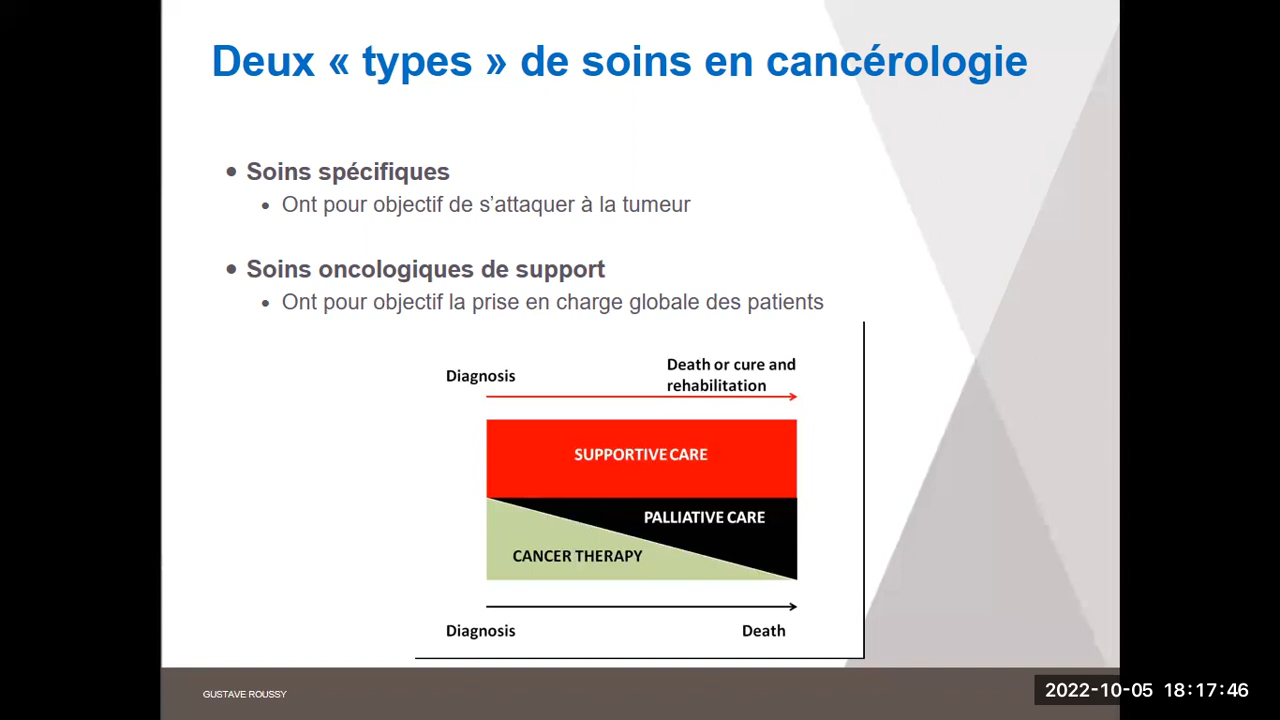 Deux « types » de soins en cancérologie
• Soins spécifiques
• Ont pour objectif de s’attaquer à la tumeur
• Soins oncologiques de support
• Ont pour objectif la prise en charge globale des patients
Diagnosis
Death or cure and
rehabilitation
SUPPORTIVE CARE
PALLIATIVE CARE
CANCER THERAPY
Diagnosis
Death
GUSTAVE ROUSSY
2022-10-05 18:17:46